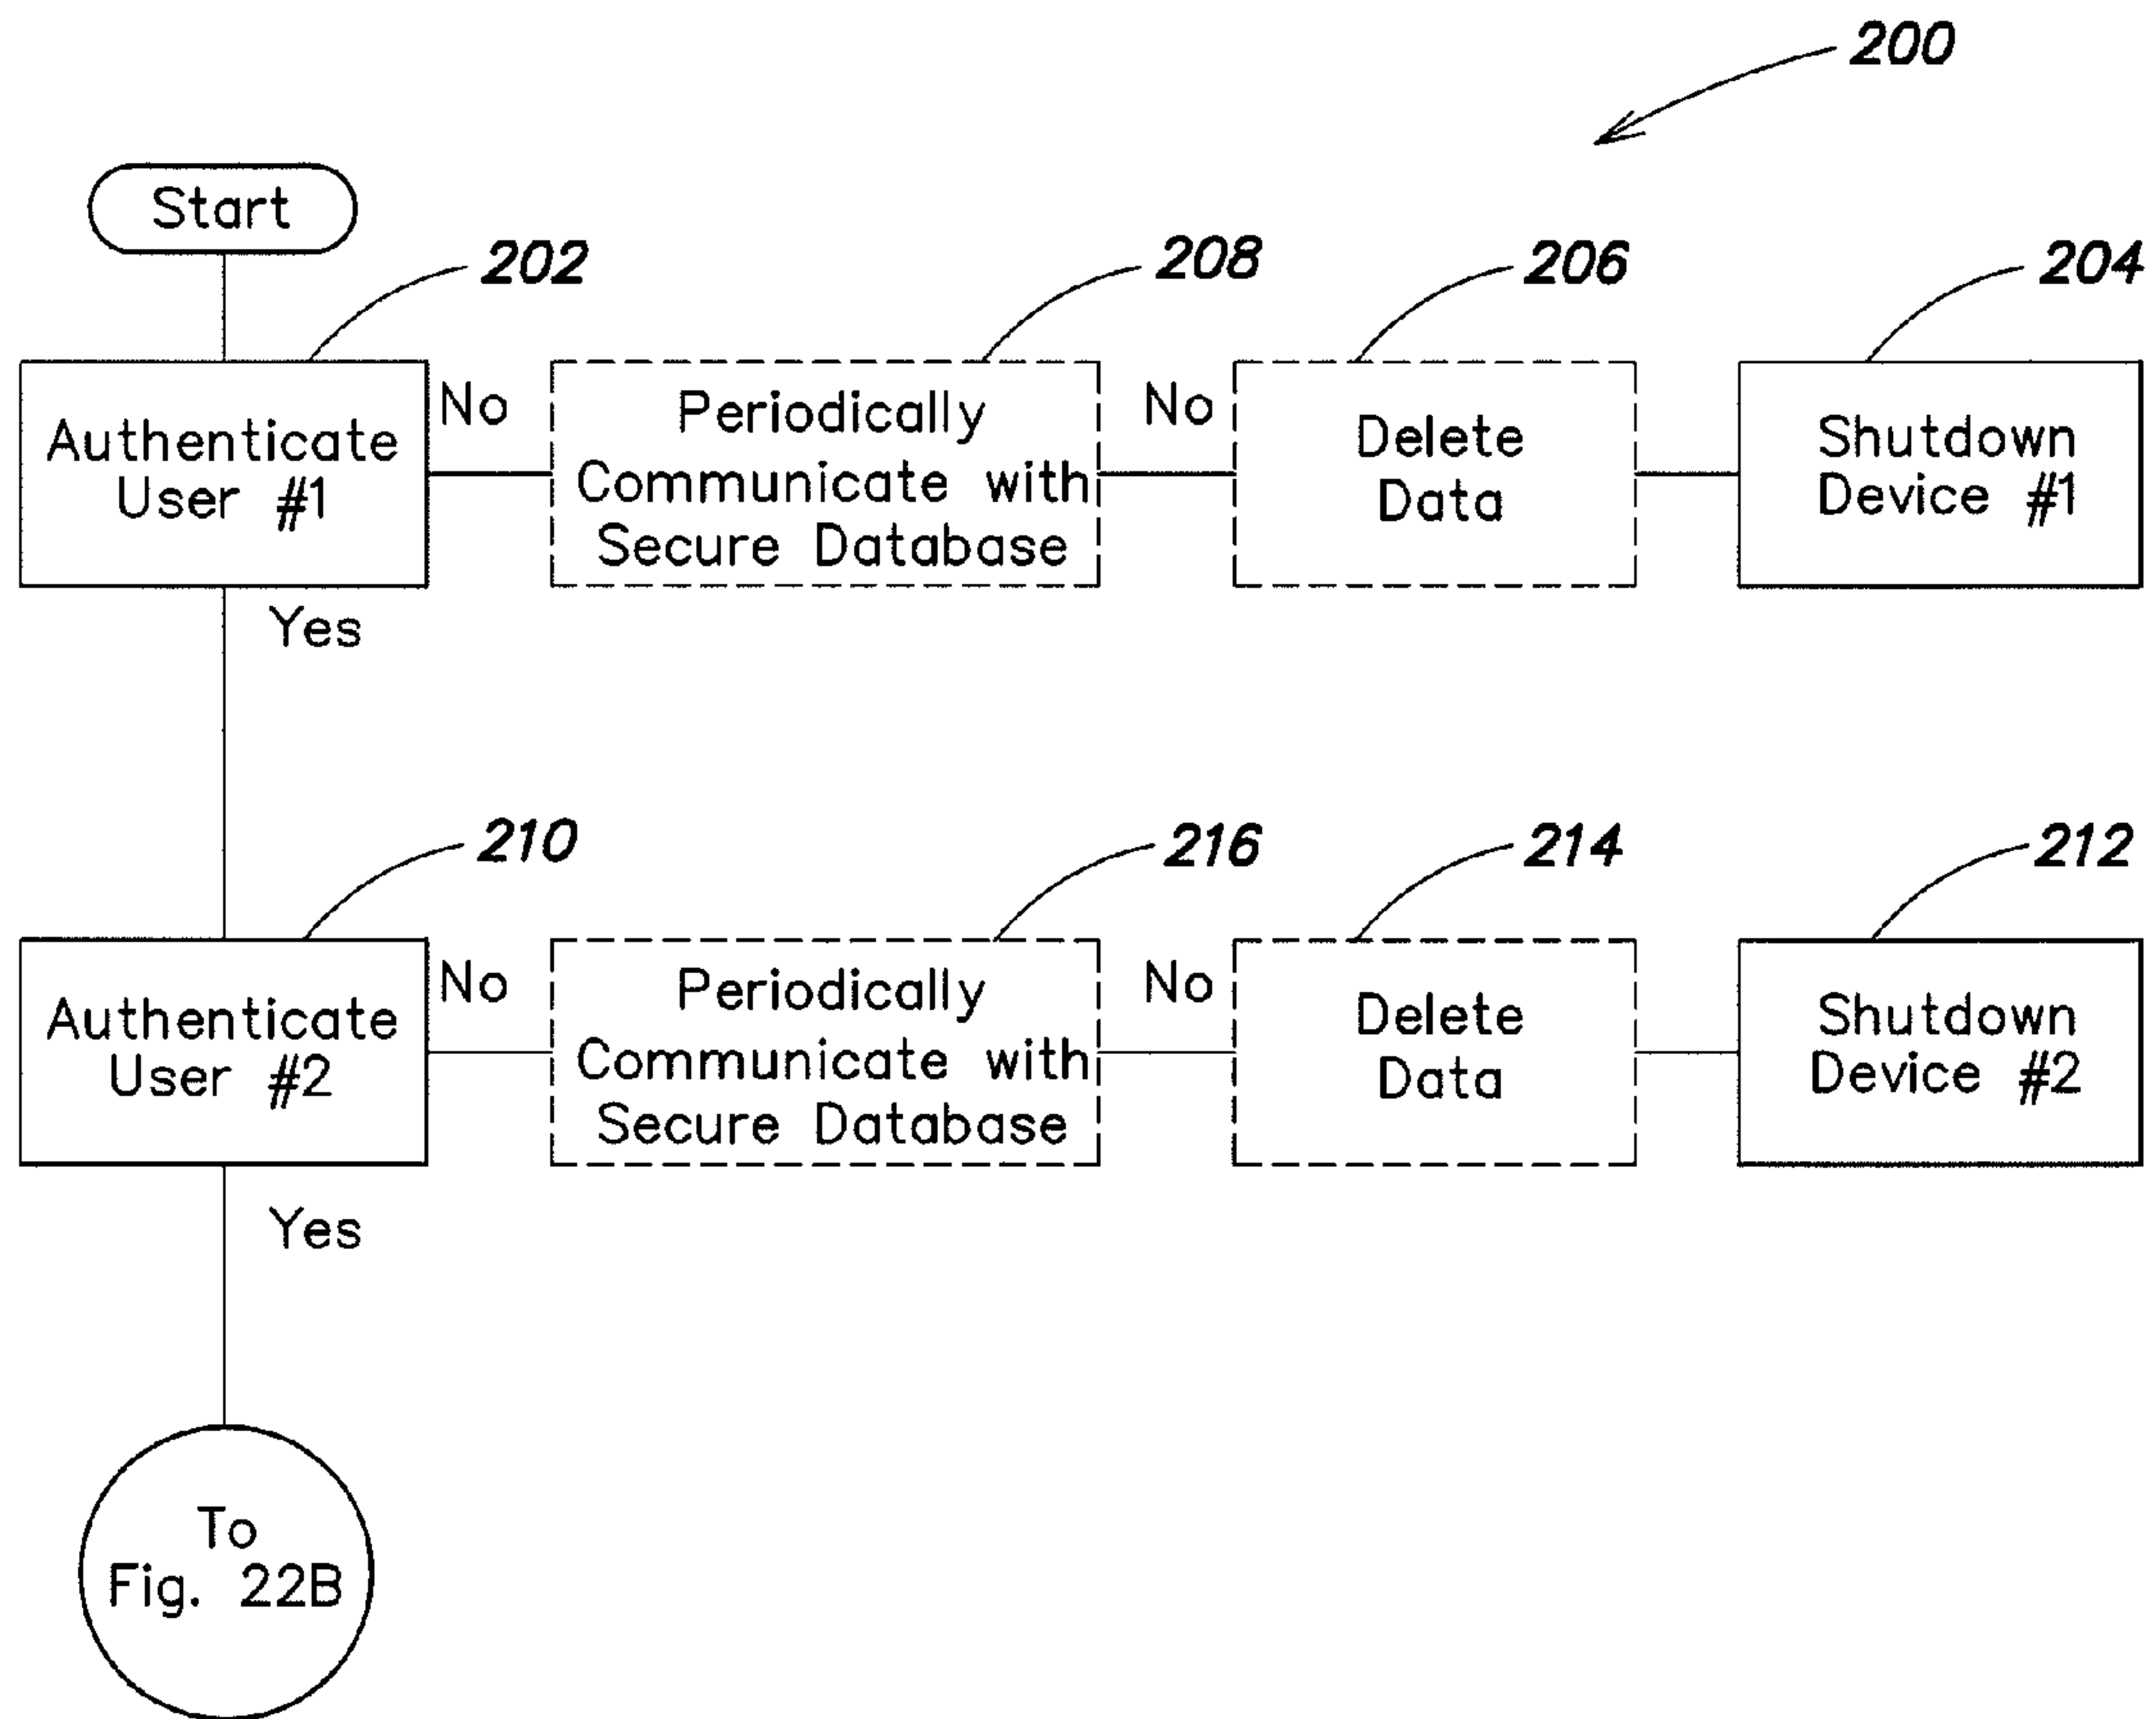 200
Start
202
208
206
204
Authenticate
User #1
No
Periodically
Communicate with
Secure Database
No
Delete
Data
Shutdown
Device #1
Yes
210
216
214
212
Authenticate
User #2
No
Periodically
Communicate with
Secure Database
No
Delete
Data
Shutdown
Device #2
Yes
To
Fig. 22B